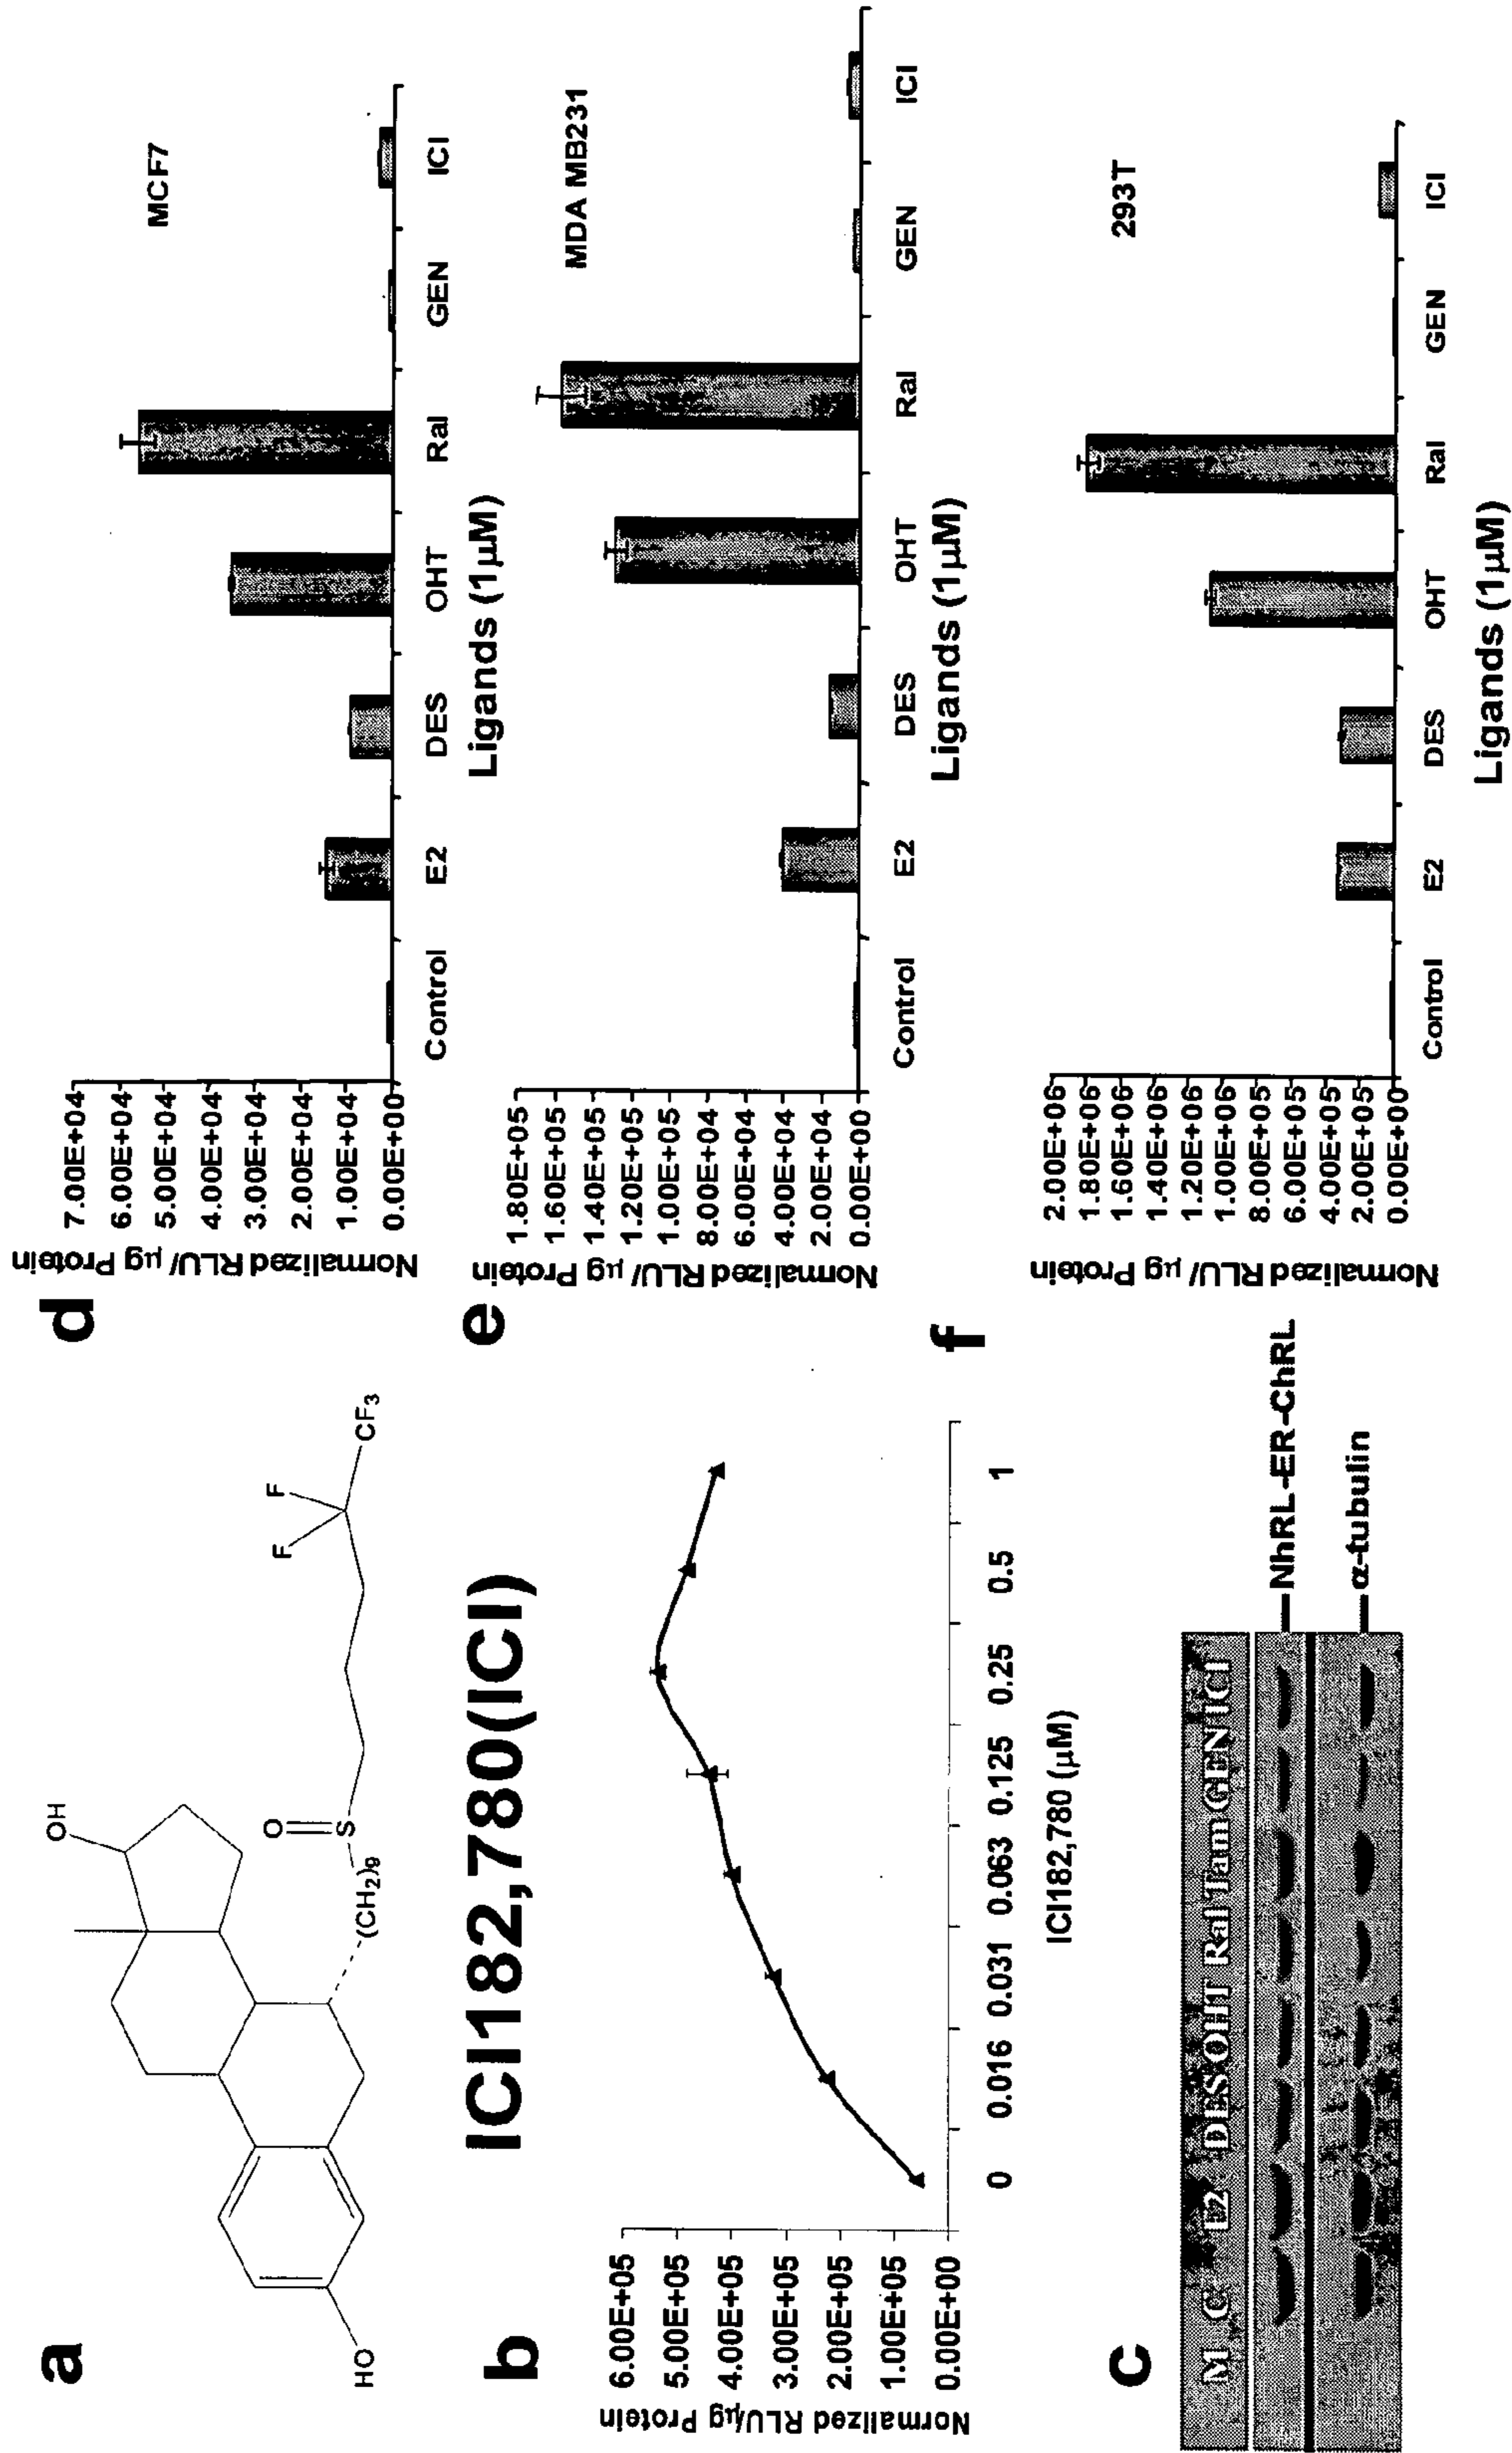 a
OH
HO
(CH2)9
O
S
F
F
CF3
ICI182,780(ICI)
b
Normalized RLU/µg Protein
6.00E+05
5.00E+05
4.00E+05
3.00E+05
2.00E+05
1.00E+05
0.00E+00
0 0.016 0.031 0.063 0.125 0.25 0.5 1
ICI182,780 (µM)
c
M C E2 DES OHT Ral Tam GEN ICI
NhRL-ER-ChRL
α-tubulin
d
MCF7
Normalized RLU/ µg Protein
7.00E+04
6.00E+04
5.00E+04
4.00E+04
3.00E+04
2.00E+04
1.00E+04
0.00E+00
Control E2 DES OHT Ral GEN ICI
Ligands (1µM)
e
MDA MB231
Normalized RLU/ µg Protein
1.80E+05
1.60E+05
1.40E+05
1.20E+05
1.00E+05
8.00E+04
6.00E+04
4.00E+04
2.00E+04
0.00E+00
Control E2 DES OHT Ral GEN ICI
Ligands (1µM)
f
293T
Normalized RLU/ µg Protein
2.00E+06
1.80E+06
1.60E+06
1.40E+06
1.20E+06
1.00E+06
8.00E+05
6.00E+05
4.00E+05
2.00E+05
0.00E+00
Control E2 DES OHT Ral GEN ICI
Ligands (1µM)